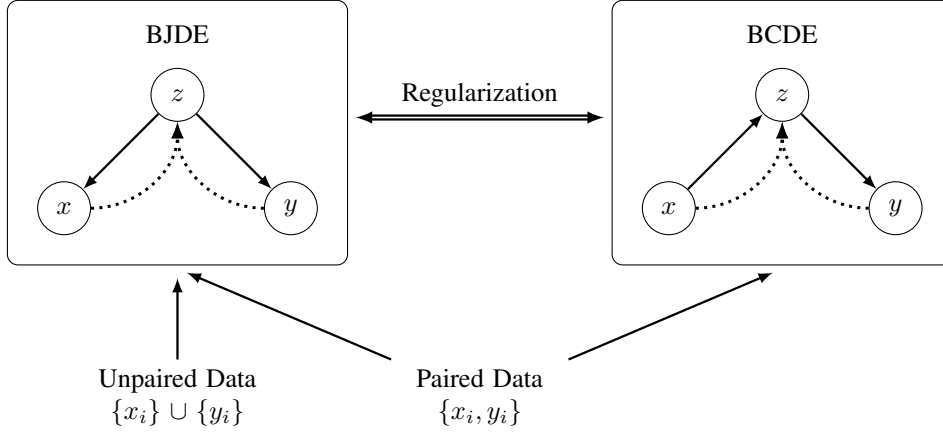 BJDE
BCDE
z
z
Regularization
x
y
x
y
Unpaired Data
{x_i} ∪ {y_i}
Paired Data
{x_i, y_i}